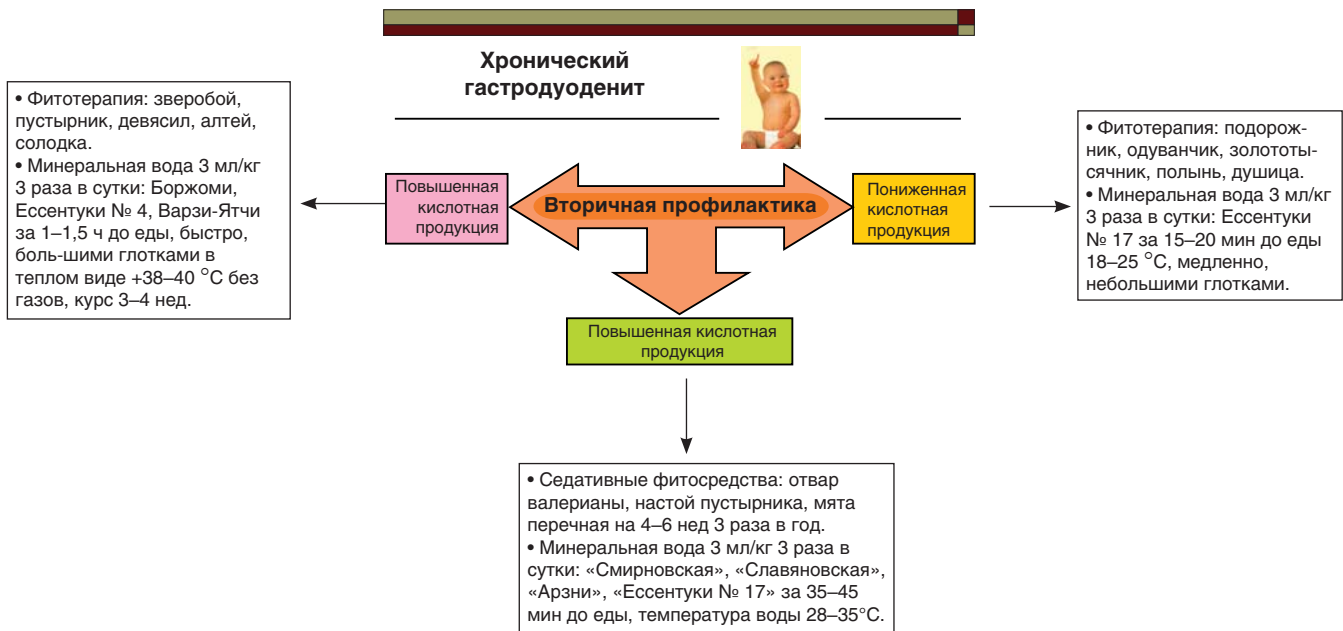 Хронический
гастродуоденит
• Фитотерапия: зверобой,
пустырник, девясил, алтей,
солодка.
• Минеральная вода 3 мл/кг
3 раза в сутки: Боржоми,
Ессентуки № 4, Варзи-Ятчи
за 1–1,5 ч до еды, быстро,
боль-шими глотками в
теплом виде +38–40 °С без
газов, курс 3–4 нед.
Повышенная
кислотная
продукция
Вторичная профилактика
Пониженная
кислотная
продукция
• Фитотерапия: подорож-
ник, одуванчик, золототы-
сячник, полынь, душица.
• Минеральная вода 3 мл/кг
3 раза в сутки: Ессентуки
№ 17 за 15–20 мин до еды
18–25 °С, медленно,
небольшими глотками.
Повышенная кислотная
продукция
• Седативные фитосредства: отвар
валерианы, настой пустырника, мята
перечная на 4–6 нед 3 раза в год.
• Минеральная вода 3 мл/кг 3 раза в
сутки: «Смирновская», «Славяновская»,
«Арзни», «Ессентуки № 17» за 35–45
мин до еды, температура воды 28–35°С.